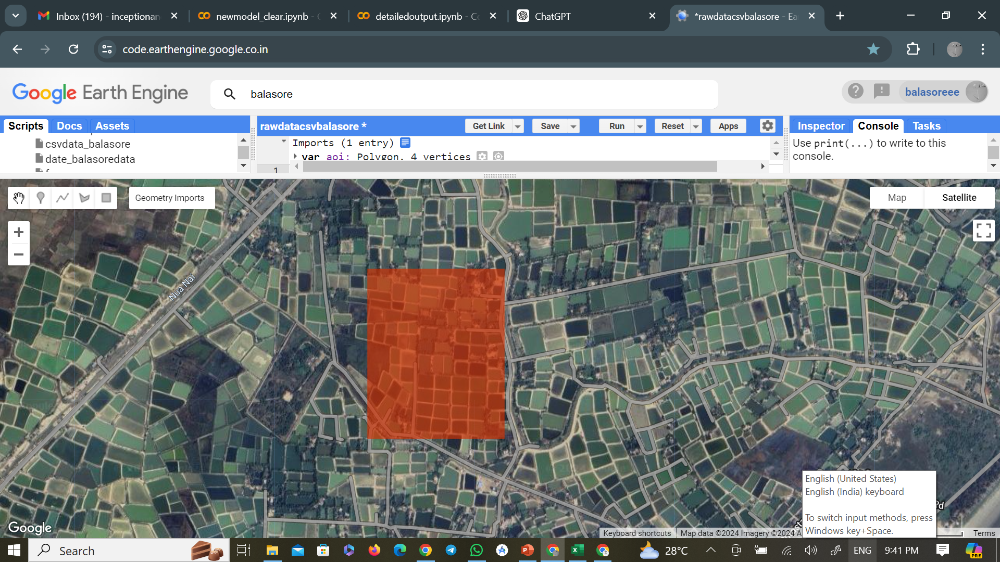 Inbox (194) - inceptionan
newmodel_clear.ipynb - C
detailedoutput.ipynb - Co
ChatGPT
*rawdatacsvbalasore - Ea
code.earthengine.google.co.in
Google Earth Engine
balasore
balasoreee
Scripts Docs Assets
rawdatacsvbalasore *
Get Link Save Run Reset Apps
Inspector Console Tasks
csvdata_balasore
date_balasoredata
Imports (1 entry)
var aoi: Polygon, 4 vertices
1
Use print(...) to write to this
console.
Geometry Imports
Map Satellite
Nua Nai
English (United States)
English (India) keyboard
To switch input methods, press
Windows key+Space.
Rd
Google
Keyboard shortcuts
Map data ©2024 Imagery ©2024 A
Terms
Search
28°C
ENG
9:41 PM
PRE